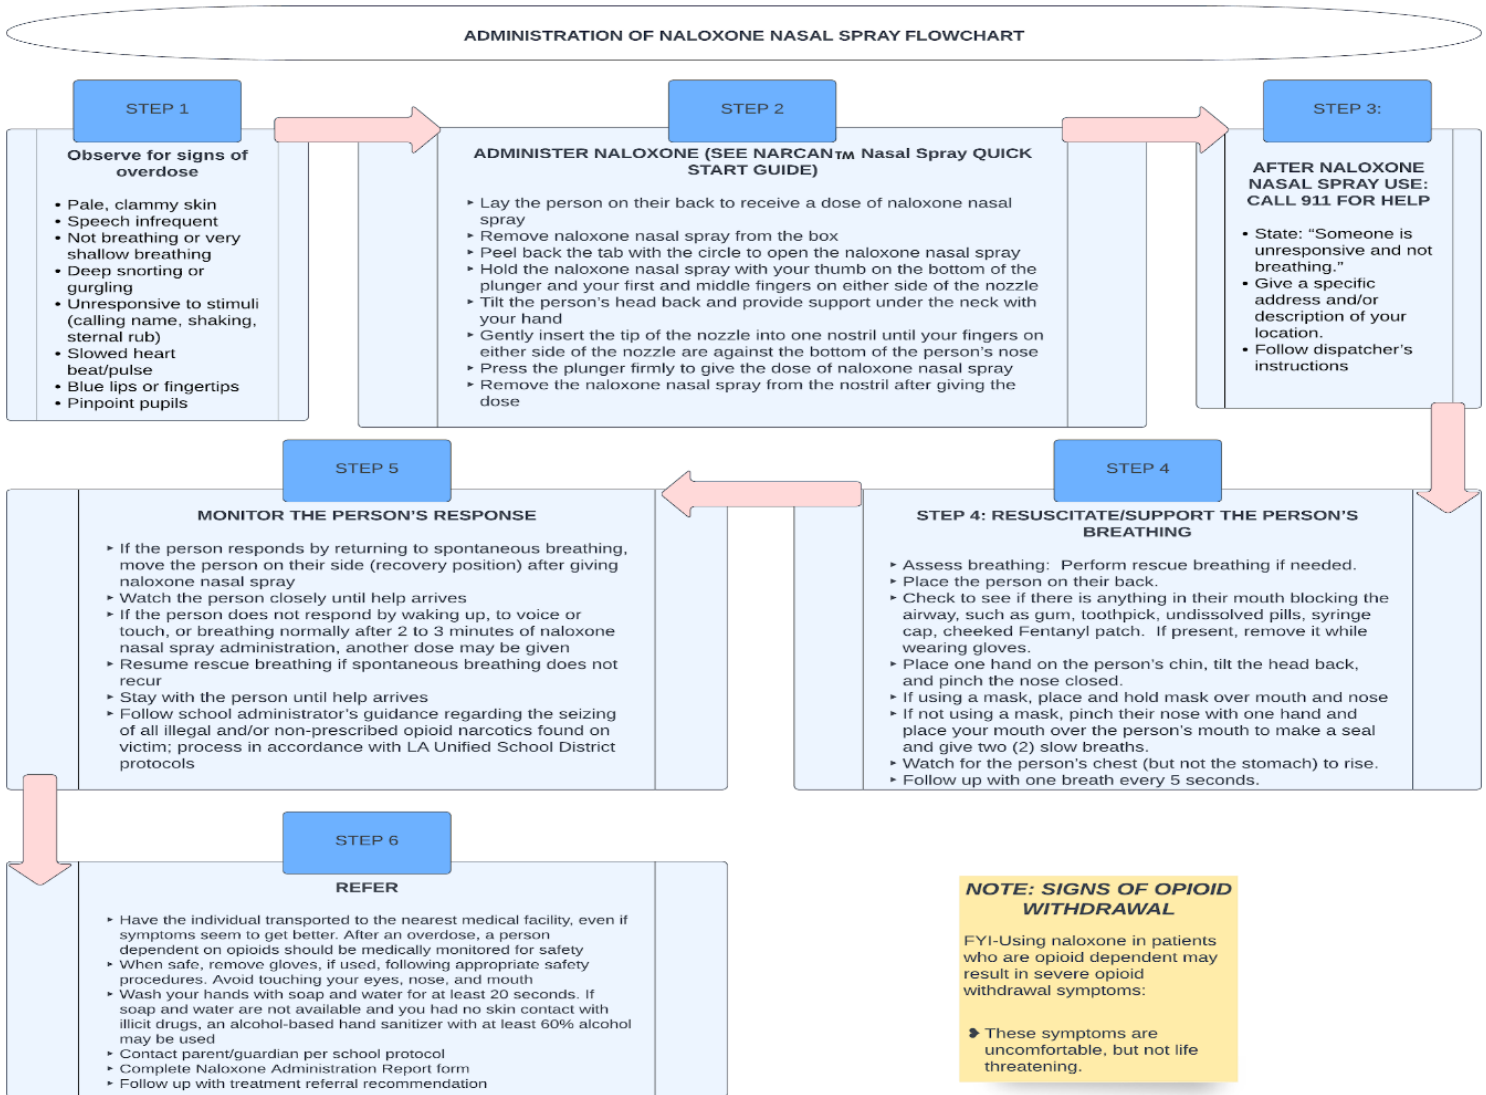 ADMINISTRATION OF NALOXONE NASAL SPRAY FLOWCHART
STEP 1
Observe for signs of
overdose
• Pale, clammy skin
• Speech infrequent
• Not breathing or very
shallow breathing
• Deep snorting or
gurgling
• Unresponsive to stimuli
(calling name, shaking,
sternal rub)
• Slowed heart
beat/pulse
• Blue lips or fingertips
• Pinpoint pupils
STEP 2
ADMINISTER NALOXONE (SEE NARCAN™ Nasal Spray QUICK
START GUIDE)
▸ Lay the person on their back to receive a dose of naloxone nasal
spray
▸ Remove naloxone nasal spray from the box
▸ Peel back the tab with the circle to open the naloxone nasal spray
▸ Hold the naloxone nasal spray with your thumb on the bottom of the
plunger and your first and middle fingers on either side of the nozzle
▸ Tilt the person's head back and provide support under the neck with
your hand
▸ Gently insert the tip of the nozzle into one nostril until your fingers on
either side of the nozzle are against the bottom of the person's nose
▸ Press the plunger firmly to give the dose of naloxone nasal spray
▸ Remove the naloxone nasal spray from the nostril after giving the
dose
STEP 3:
AFTER NALOXONE
NASAL SPRAY USE:
CALL 911 FOR HELP
• State: “Someone is
unresponsive and not
breathing.”
• Give a specific
address and/or
description of your
location.
• Follow dispatcher's
instructions
STEP 4
STEP 4: RESUSCITATE/SUPPORT THE PERSON'S
BREATHING
▸ Assess breathing:  Perform rescue breathing if needed.
▸ Place the person on their back.
▸ Check to see if there is anything in their mouth blocking the
airway, such as gum, toothpick, undissolved pills, syringe
cap, cheeked Fentanyl patch.  If present, remove it while
wearing gloves.
▸ Place one hand on the person's chin, tilt the head back,
and pinch the nose closed.
▸ If using a mask, place and hold mask over mouth and nose
▸ If not using a mask, pinch their nose with one hand and
place your mouth over the person's mouth to make a seal
and give two (2) slow breaths.
▸ Watch for the person's chest (but not the stomach) to rise.
▸ Follow up with one breath every 5 seconds.
STEP 5
MONITOR THE PERSON'S RESPONSE
▸ If the person responds by returning to spontaneous breathing,
move the person on their side (recovery position) after giving
naloxone nasal spray
▸ Watch the person closely until help arrives
▸ If the person does not respond by waking up, to voice or
touch, or breathing normally after 2 to 3 minutes of naloxone
nasal spray administration, another dose may be given
▸ Resume rescue breathing if spontaneous breathing does not
recur
▸ Stay with the person until help arrives
▸ Follow school administrator's guidance regarding the seizing
of all illegal and/or non-prescribed opioid narcotics found on
victim; process in accordance with LA Unified School District
protocols
STEP 6
REFER
▸ Have the individual transported to the nearest medical facility, even if
symptoms seem to get better. After an overdose, a person
dependent on opioids should be medically monitored for safety
▸ When safe, remove gloves, if used, following appropriate safety
procedures. Avoid touching your eyes, nose, and mouth
▸ Wash your hands with soap and water for at least 20 seconds. If
soap and water are not available and you had no skin contact with
illicit drugs, an alcohol-based hand sanitizer with at least 60% alcohol
may be used
▸ Contact parent/guardian per school protocol
▸ Complete Naloxone Administration Report form
▸ Follow up with treatment referral recommendation
NOTE: SIGNS OF OPIOID
WITHDRAWAL
FYI-Using naloxone in patients
who are opioid dependent may
result in severe opioid
withdrawal symptoms:
❥ These symptoms are
uncomfortable, but not life
threatening.